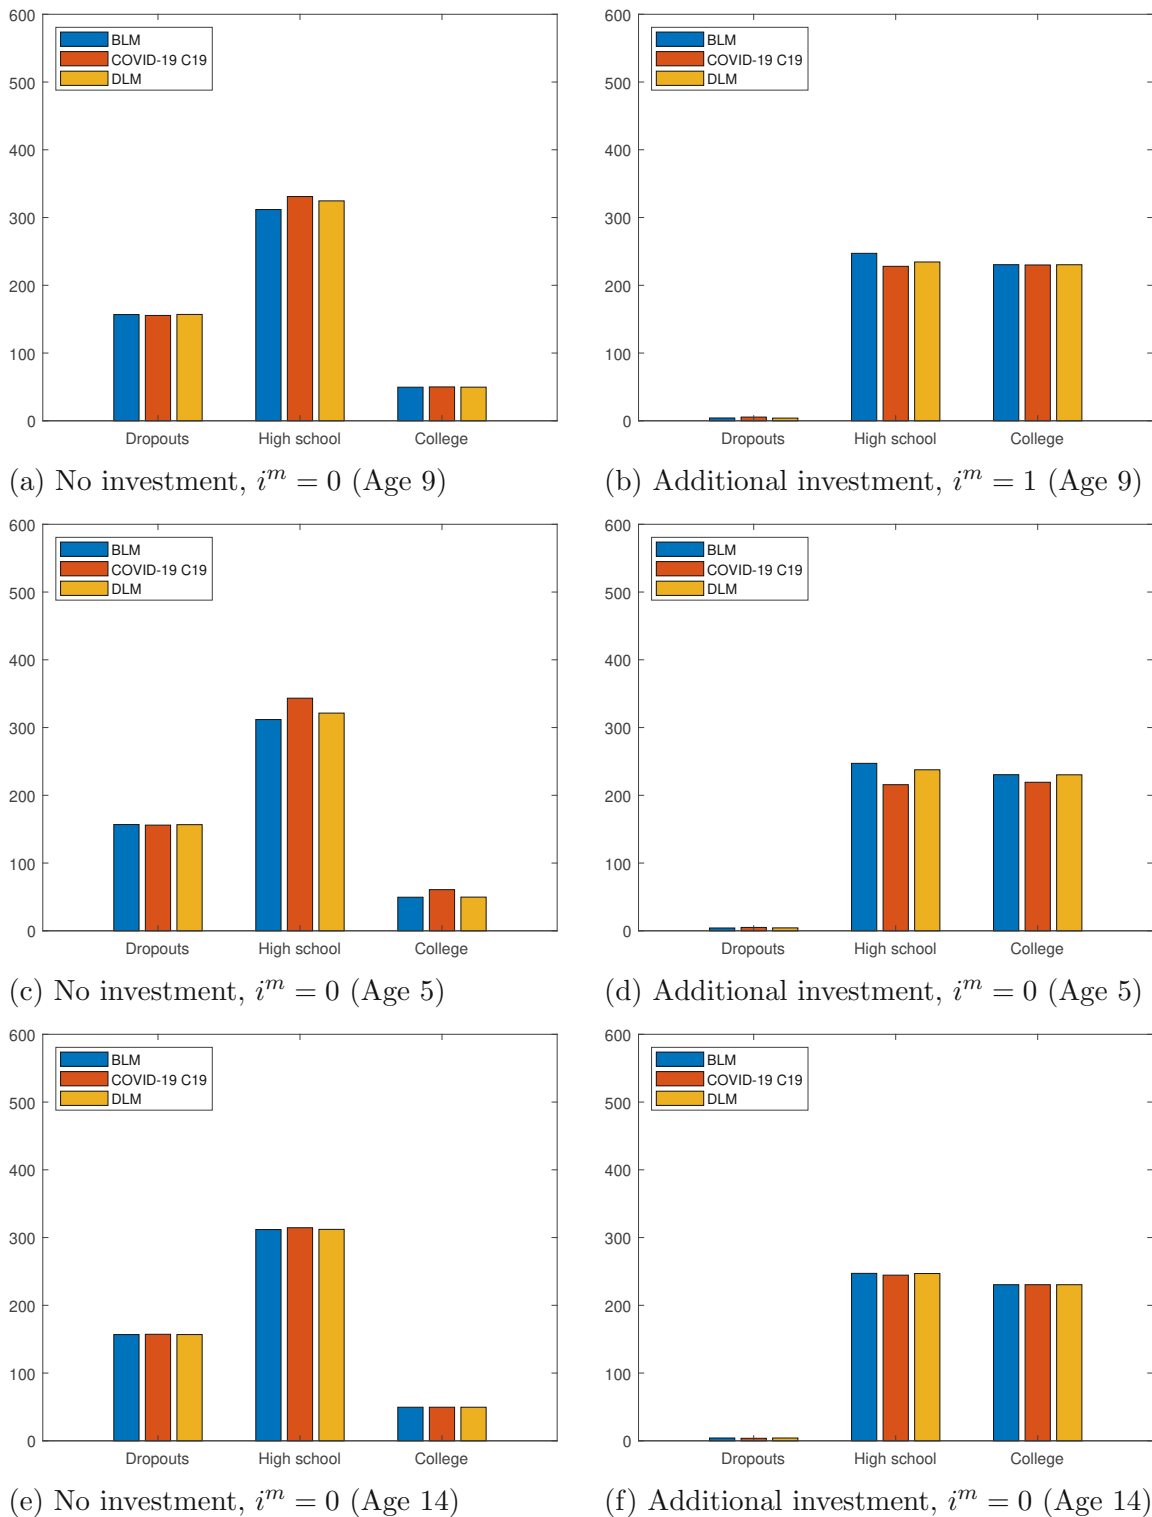 600
500
400
300
200
100
0
BLM
COVID-19 C19
DLM
Dropouts High school College
(a) No investment, i^m = 0 (Age 9)
600
500
400
300
200
100
0
BLM
COVID-19 C19
DLM
Dropouts High school College
(b) Additional investment, i^m = 1 (Age 9)
600
500
400
300
200
100
0
BLM
COVID-19 C19
DLM
Dropouts High school College
(c) No investment, i^m = 0 (Age 5)
600
500
400
300
200
100
0
BLM
COVID-19 C19
DLM
Dropouts High school College
(d) Additional investment, i^m = 0 (Age 5)
600
500
400
300
200
100
0
BLM
COVID-19 C19
DLM
Dropouts High school College
(e) No investment, i^m = 0 (Age 14)
600
500
400
300
200
100
0
BLM
COVID-19 C19
DLM
Dropouts High school College
(f) Additional investment, i^m = 0 (Age 14)